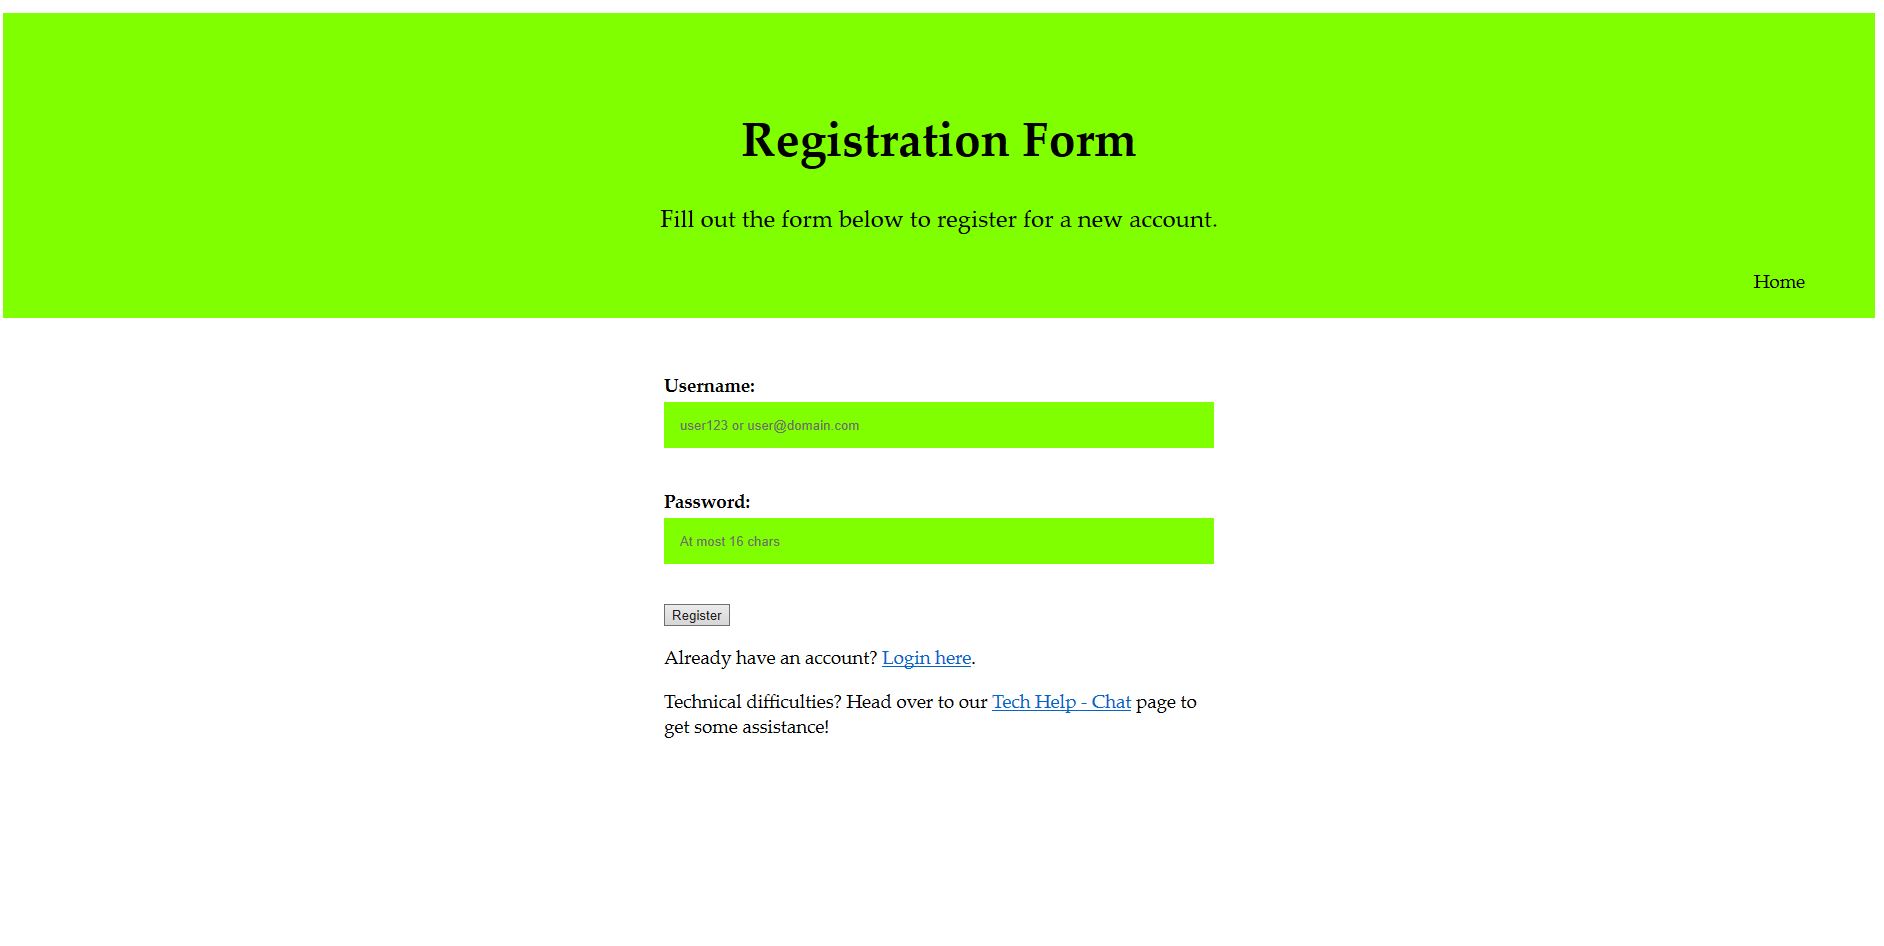 Registration Form
Fill out the form below to register for a new account.
Home
Username:
user123 or user@domain.com
Password:
At most 16 chars
Register
Already have an account? Login here.
Technical difficulties? Head over to our Tech Help - Chat page to
get some assistance!